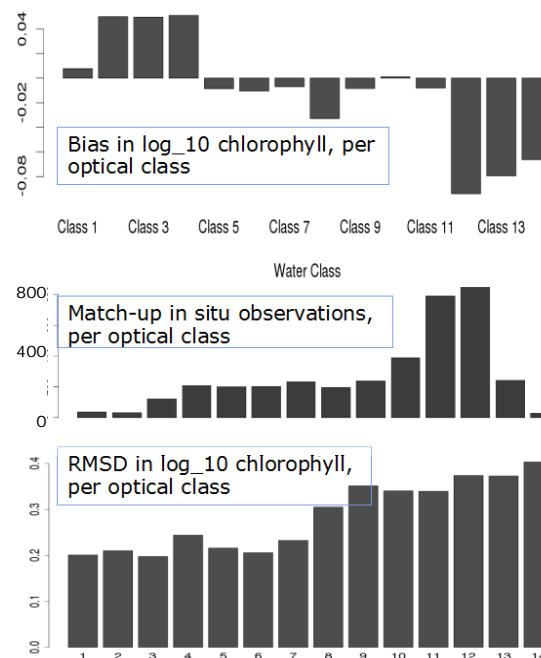 0.04
-0.02
-0.08
Bias in log_10 chlorophyll, per
optical class
Class 1 Class 3 Class 5 Class 7 Class 9 Class 11 Class 13
Water Class
800
400
0
Match-up in situ observations,
per optical class
0.4
0.3
0.2
0.1
0.0
RMSD in log_10 chlorophyll,
per optical class
1 2 3 4 5 6 7 8 9 10 11 12 13